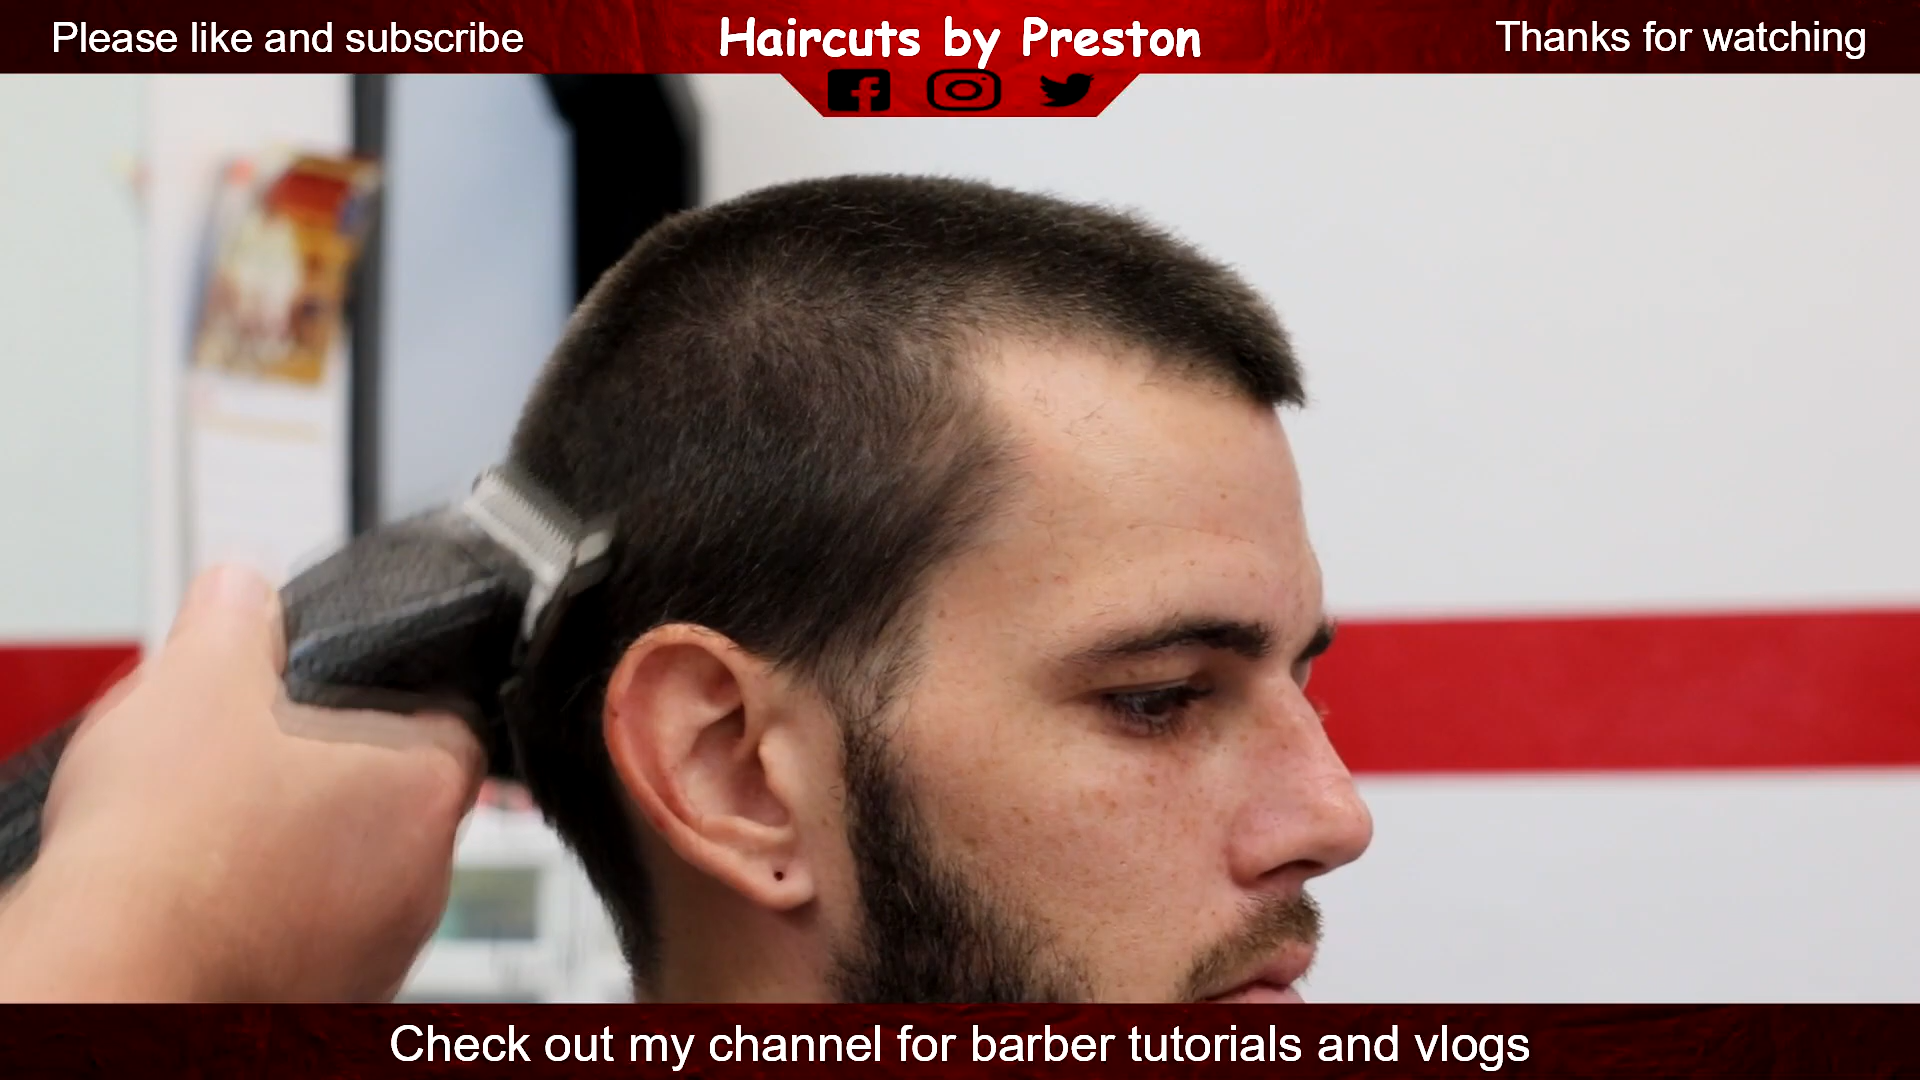 Please like and subscribe
Haircuts by Preston
Thanks for watching
Check out my channel for barber tutorials and vlogs